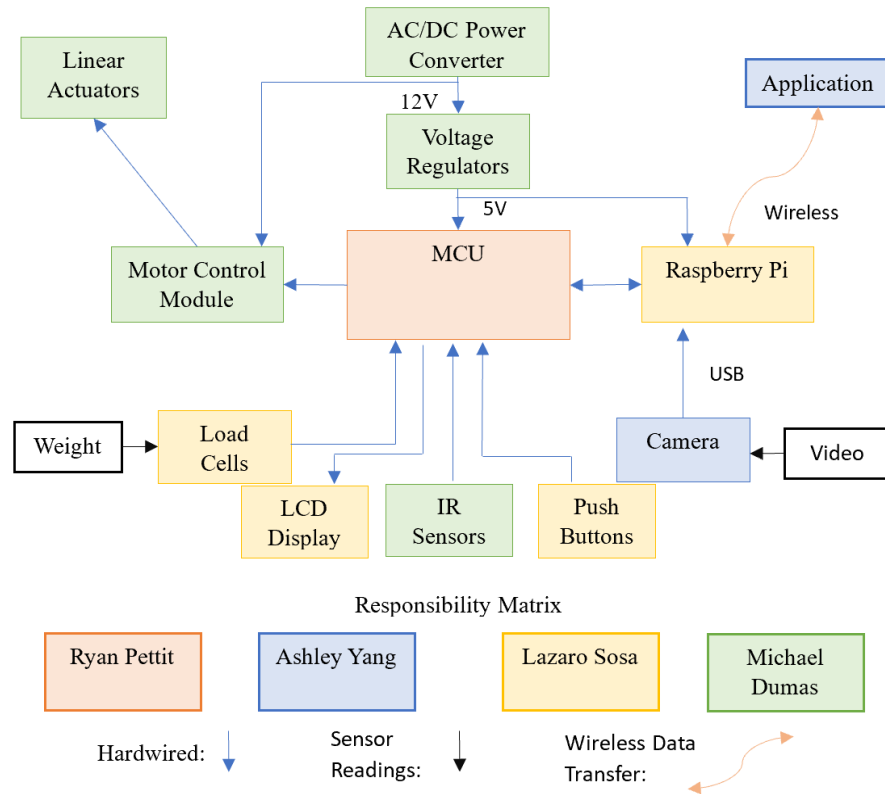 AC/DC Power
Converter
Linear
Actuators
Application
12V
Voltage
Regulators
5V
Wireless
MCU
Motor Control
Module
Raspberry Pi
USB
Weight
Load
Cells
Camera
Video
LCD
Display
IR
Sensors
Push
Buttons
Responsibility Matrix
Ryan Pettit
Ashley Yang
Lazaro Sosa
Michael
Dumas
Hardwired:
Sensor
Readings:
Wireless Data
Transfer: